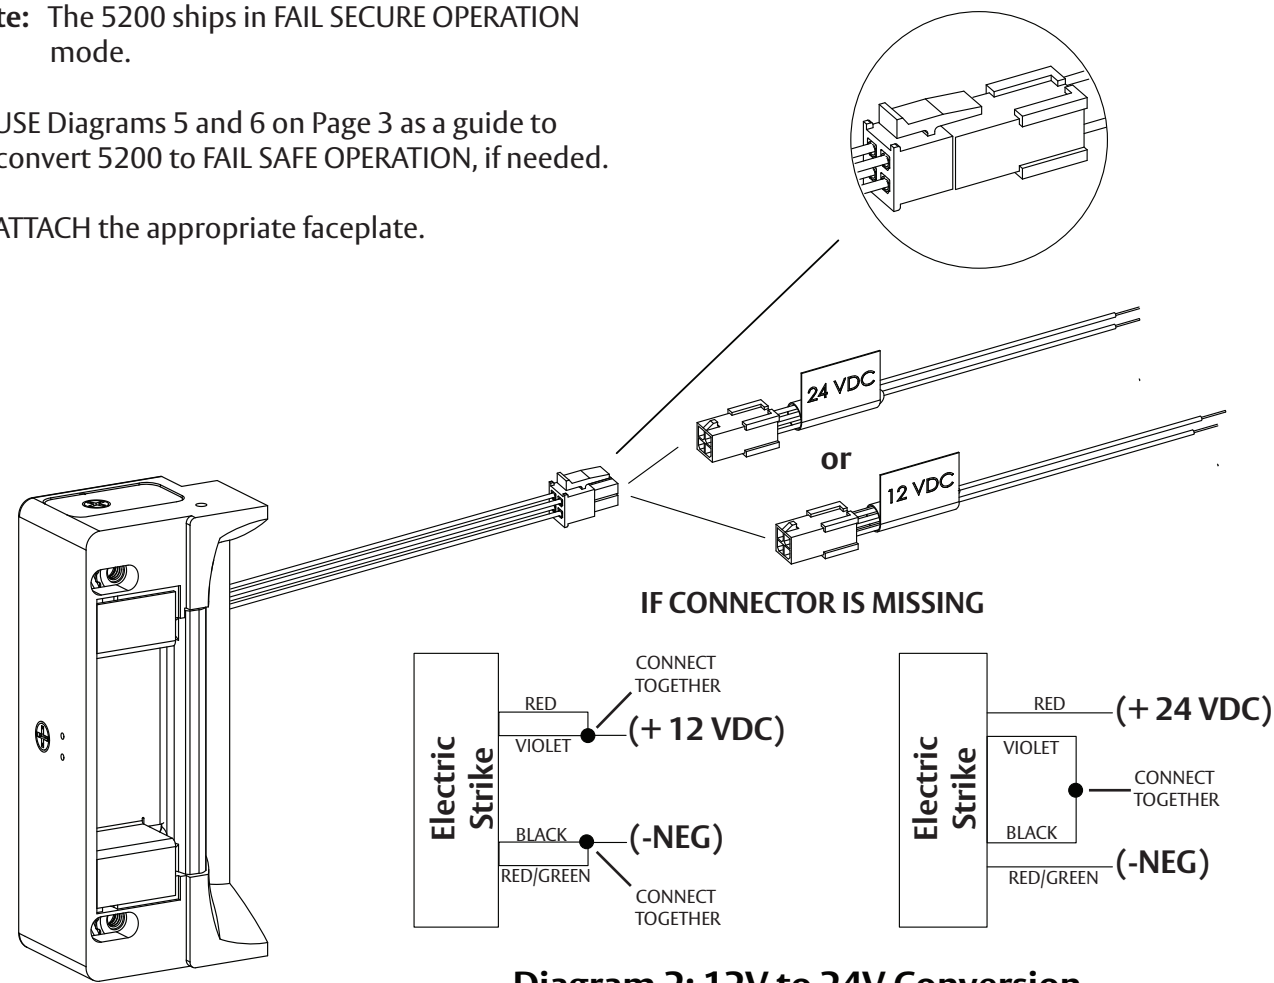 te: The 5200 ships in FAIL SECURE OPERATION
mode.
USE Diagrams 5 and 6 on Page 3 as a guide to
convert 5200 to FAIL SAFE OPERATION, if needed.
ATTACH the appropriate faceplate.
24 VDC
or
12 VDC
IF CONNECTOR IS MISSING
CONNECT
TOGETHER
RED
(+ 12 VDC)
VIOLET
Electric
Strike
BLACK
(-NEG)
RED/GREEN
CONNECT
TOGETHER
RED
(+ 24 VDC)
VIOLET
Electric
Strike
CONNECT
TOGETHER
BLACK
(-NEG)
RED/GREEN
Diagram 2: 12V to 24V Conversion